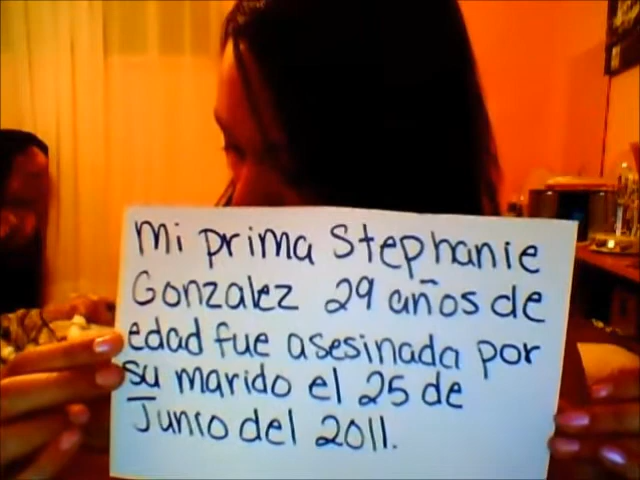 Mi prima Stephanie
Gonzalez 29 años de
edad fue asesinada por
su marido el 25 de
Junio del 2011.